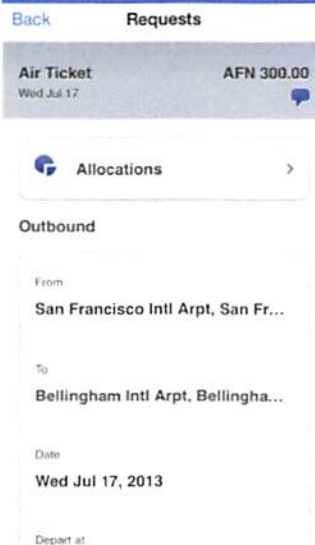 Back Requests
Air Ticket AFN 300.00
Wed Jul 17
Allocations
Outbound
From
San Francisco Intl Arpt, San Fr...
To
Bellingham Intl Arpt, Bellingha...
Date
Wed Jul 17, 2013
Depart at